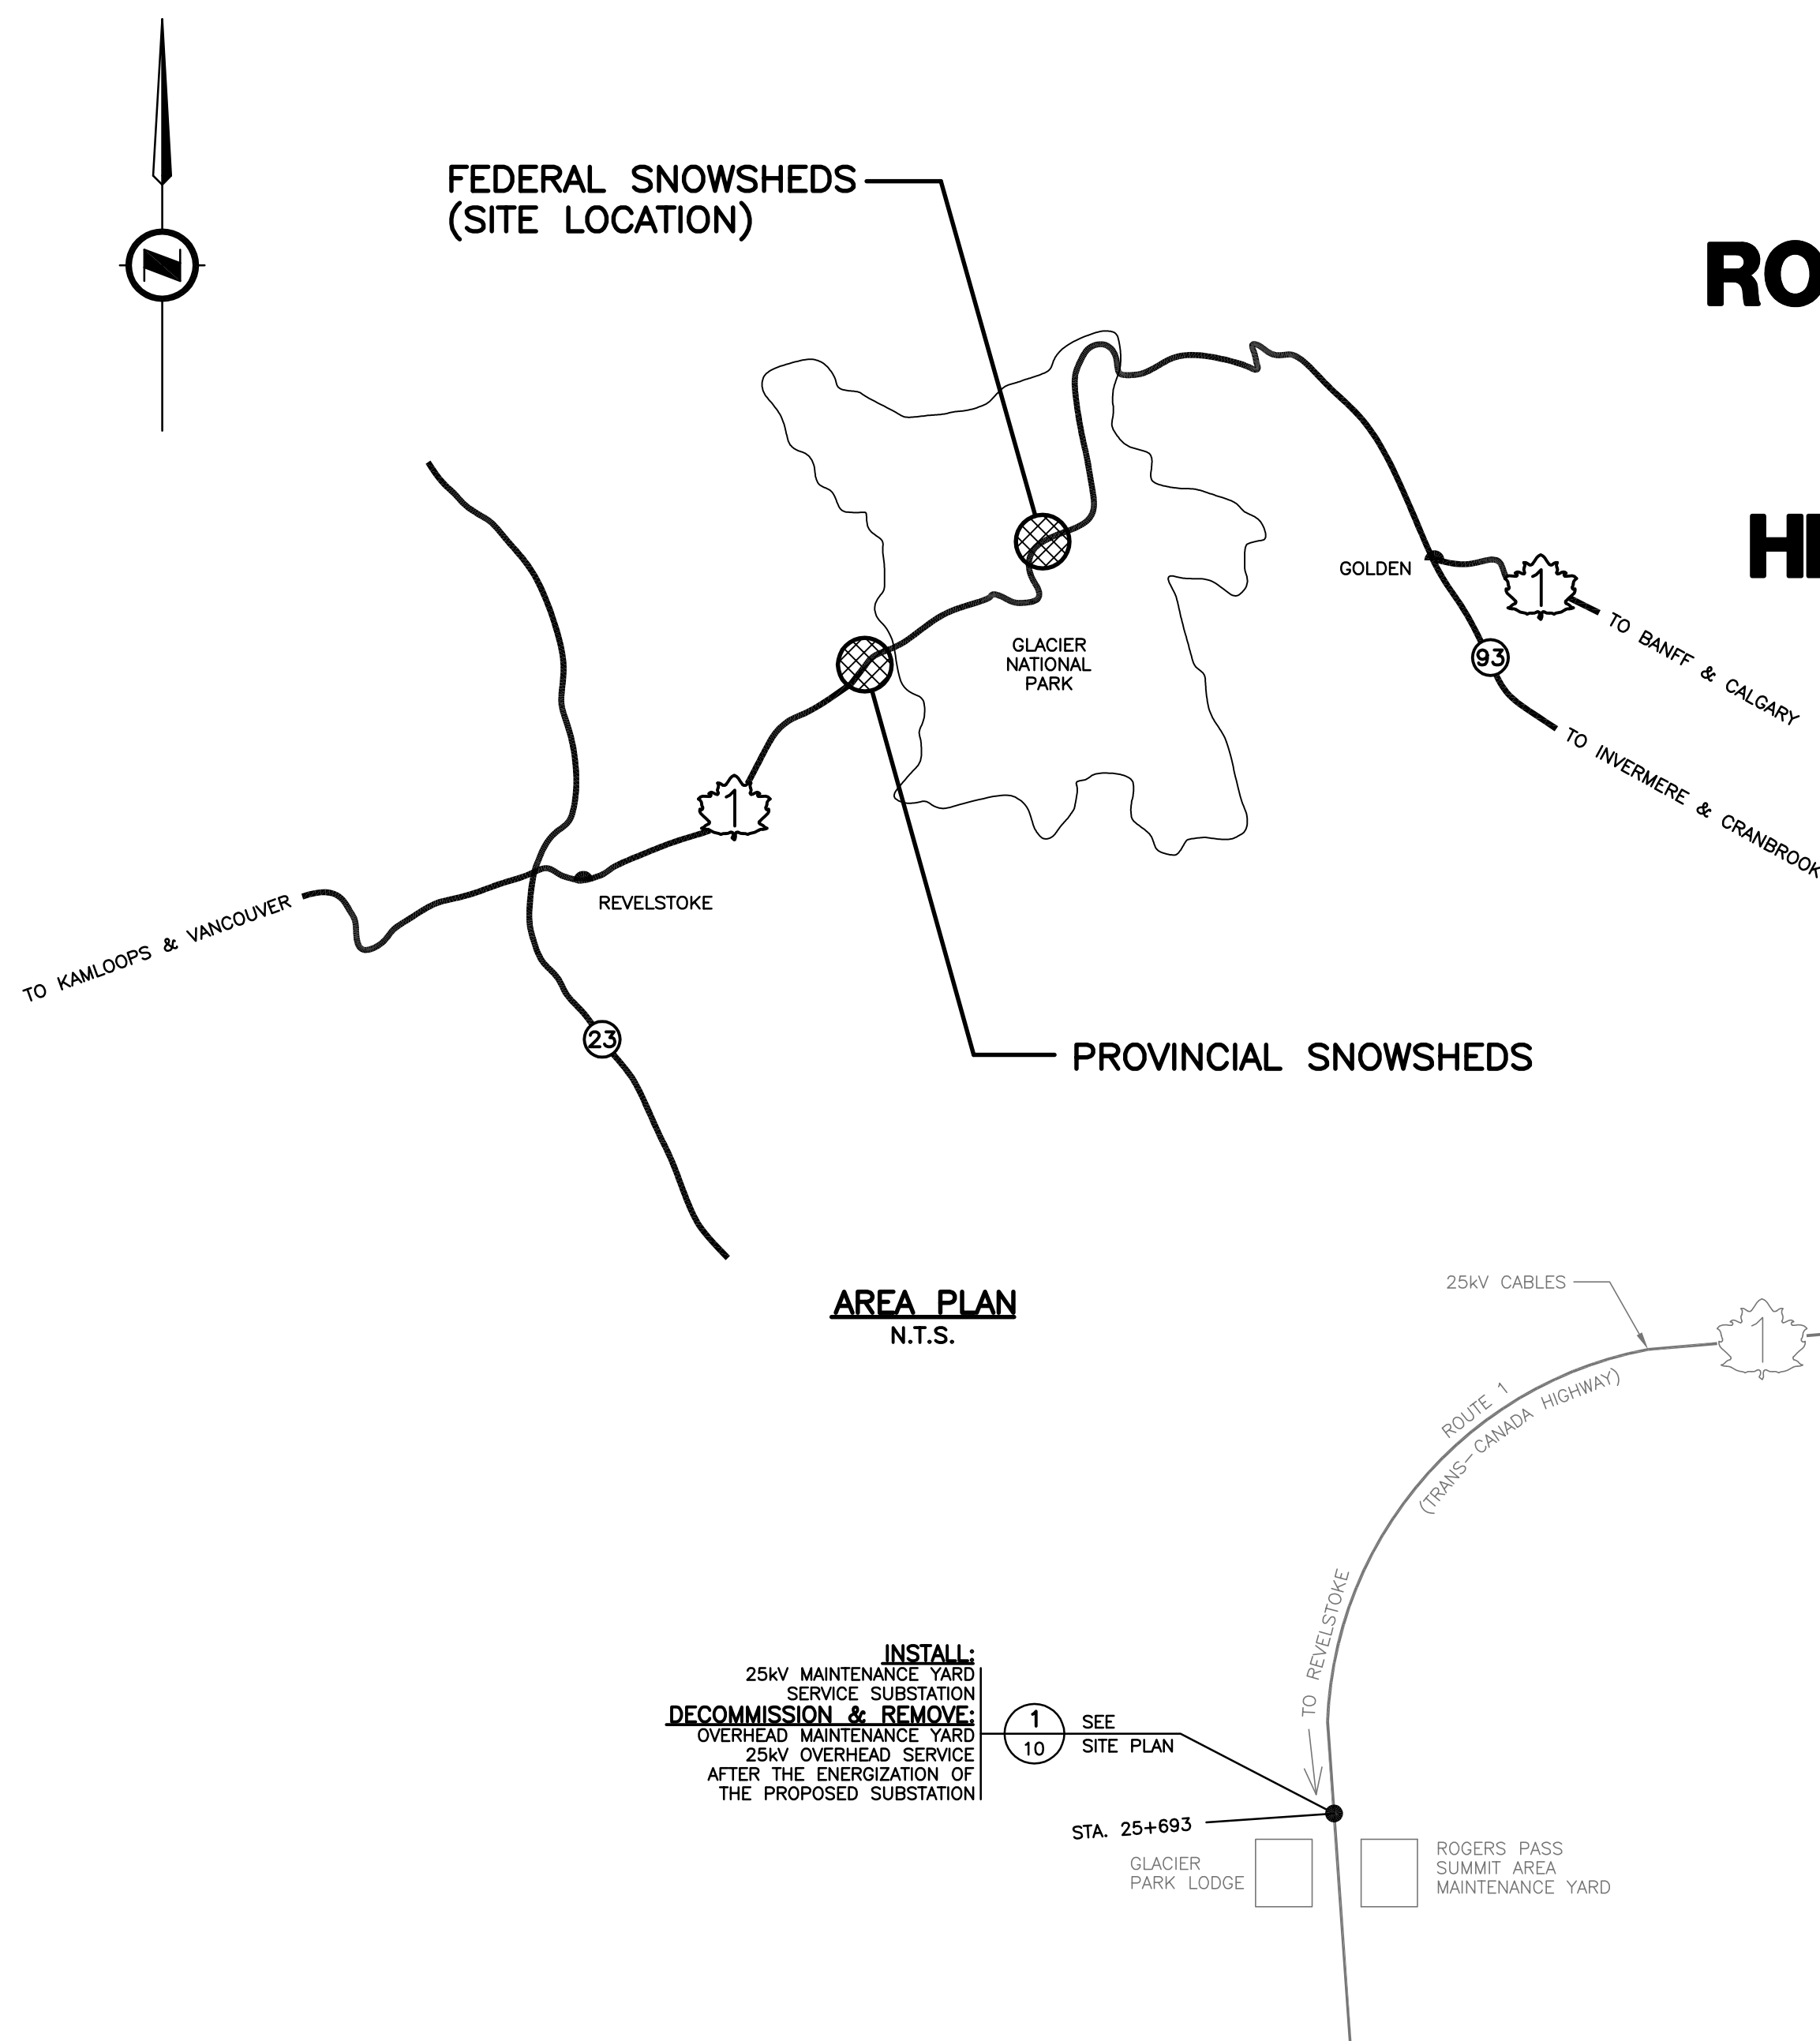 N
FEDERAL SNOWSHEDS
(SITE LOCATION)
RO
HI
GOLDEN
1
TO BANFF & CALGARY
93
TO INVERMERE & CRANBROOK
GLACIER
NATIONAL
PARK
1
REVELSTOKE
TO KAMLOOPS & VANCOUVER
23
PROVINCIAL SNOWSHEDS
AREA PLAN
N.T.S.
25kV CABLES
1
ROUTE 1
(TRANS-CANADA HIGHWAY)
TO REVELSTOKE
INSTALL:
25kV MAINTENANCE YARD
SERVICE SUBSTATION
DECOMMISSION & REMOVE:
OVERHEAD MAINTENANCE YARD
25kV OVERHEAD SERVICE
AFTER THE ENERGIZATION OF
THE PROPOSED SUBSTATION
1
10
SEE
SITE PLAN
STA. 25+693
GLACIER
PARK LODGE
ROGERS PASS
SUMMIT AREA
MAINTENANCE YARD